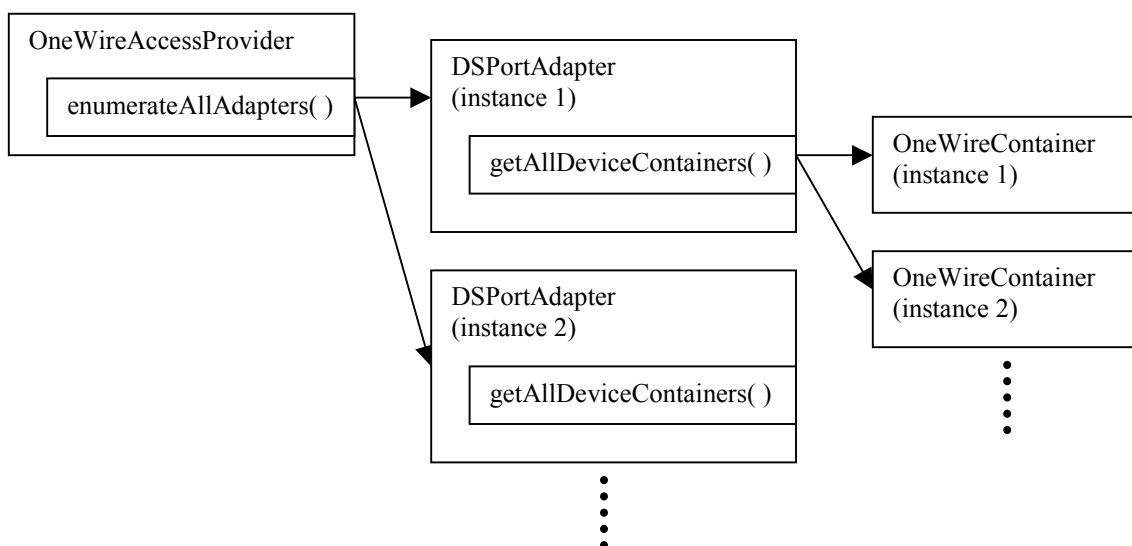 OneWireAccessProvider
enumerateAllAdapters( )
DSPortAdapter
(instance 1)
getAllDeviceContainers( )
OneWireContainer
(instance 1)
OneWireContainer
(instance 2)
DSPortAdapter
(instance 2)
getAllDeviceContainers( )